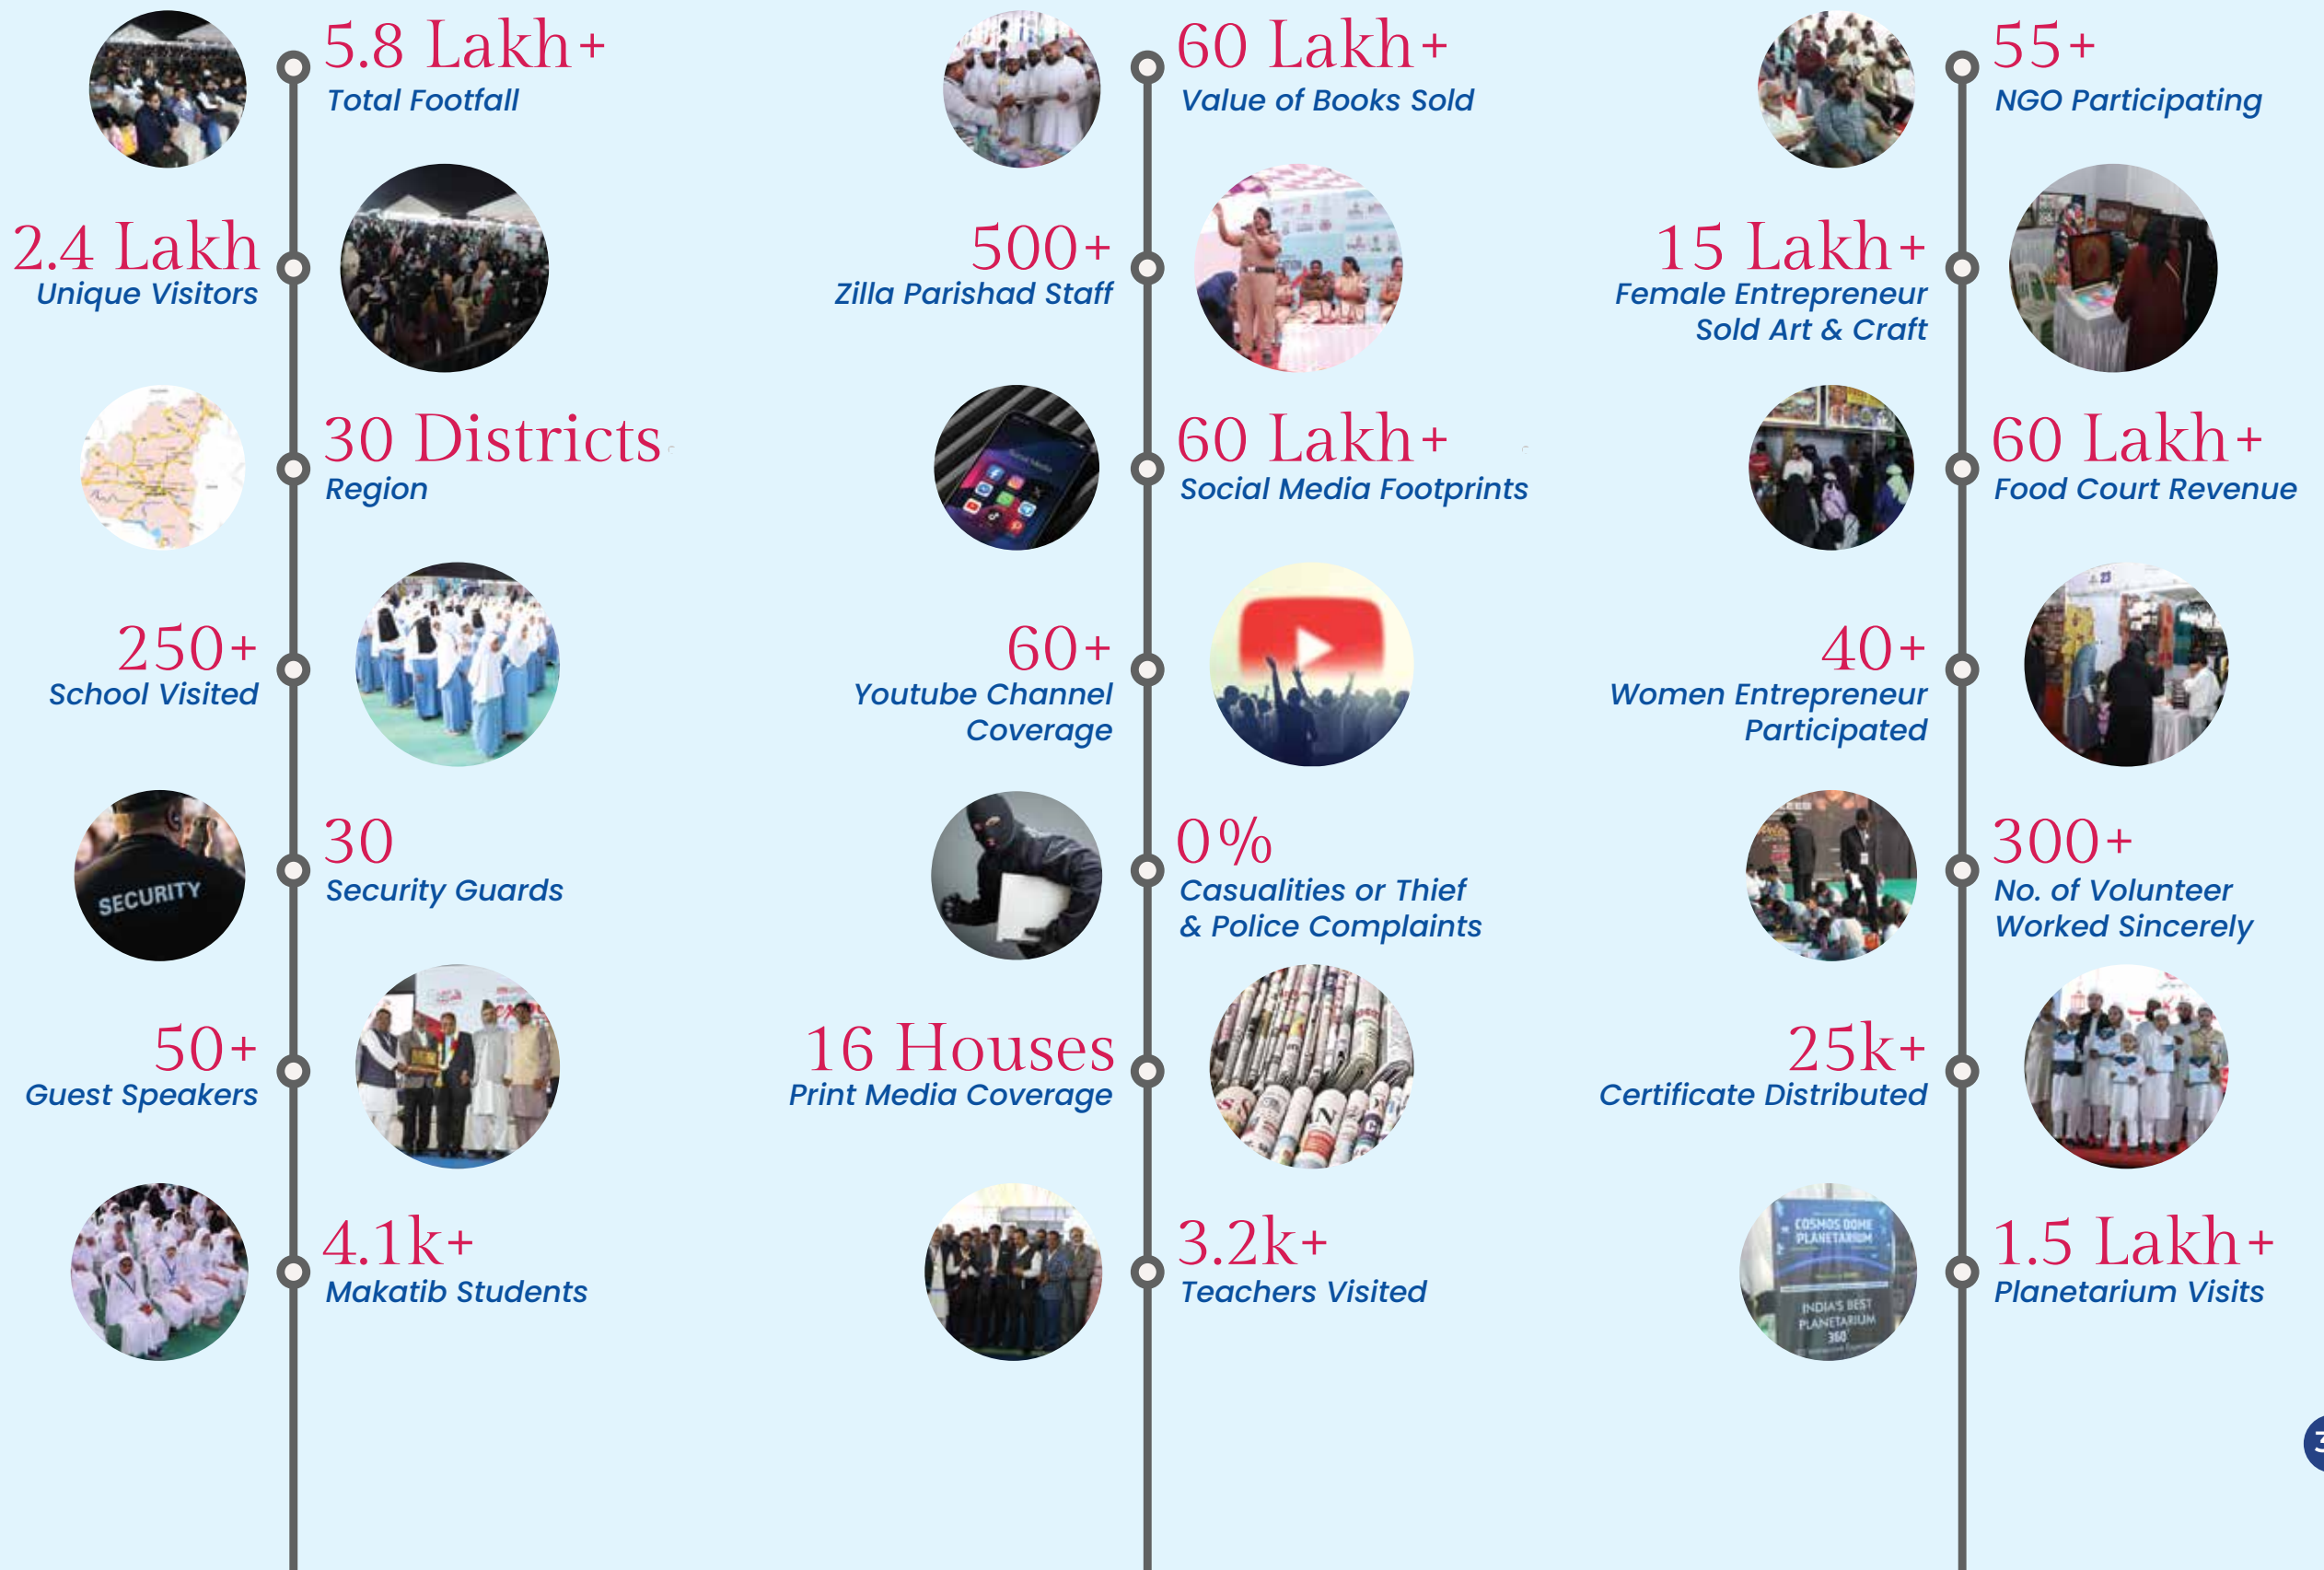 5.8 Lakh+
Total Footfall
2.4 Lakh
Unique Visitors
30 Districts
Region
250+
School Visited
SECURITY
30
Security Guards
50+
Guest Speakers
4.1k+
Makatib Students
60 Lakh+
Value of Books Sold
500+
Zilla Parishad Staff
60 Lakh+
Social Media Footprints
60+
Youtube Channel
Coverage
0%
Casualities or Thief
& Police Complaints
16 Houses
Print Media Coverage
3.2k+
Teachers Visited
55+
NGO Participating
15 Lakh+
Female Entrepreneur
Sold Art & Craft
60 Lakh+
Food Court Revenue
23
40+
Women Entrepreneur
Participated
300+
No. of Volunteer
Worked Sincerely
25k+
Certificate Distributed
COSMOS DOME
PLANETARIUM
INDIA'S BEST
PLANETARIUM
360
1.5 Lakh+
Planetarium Visits